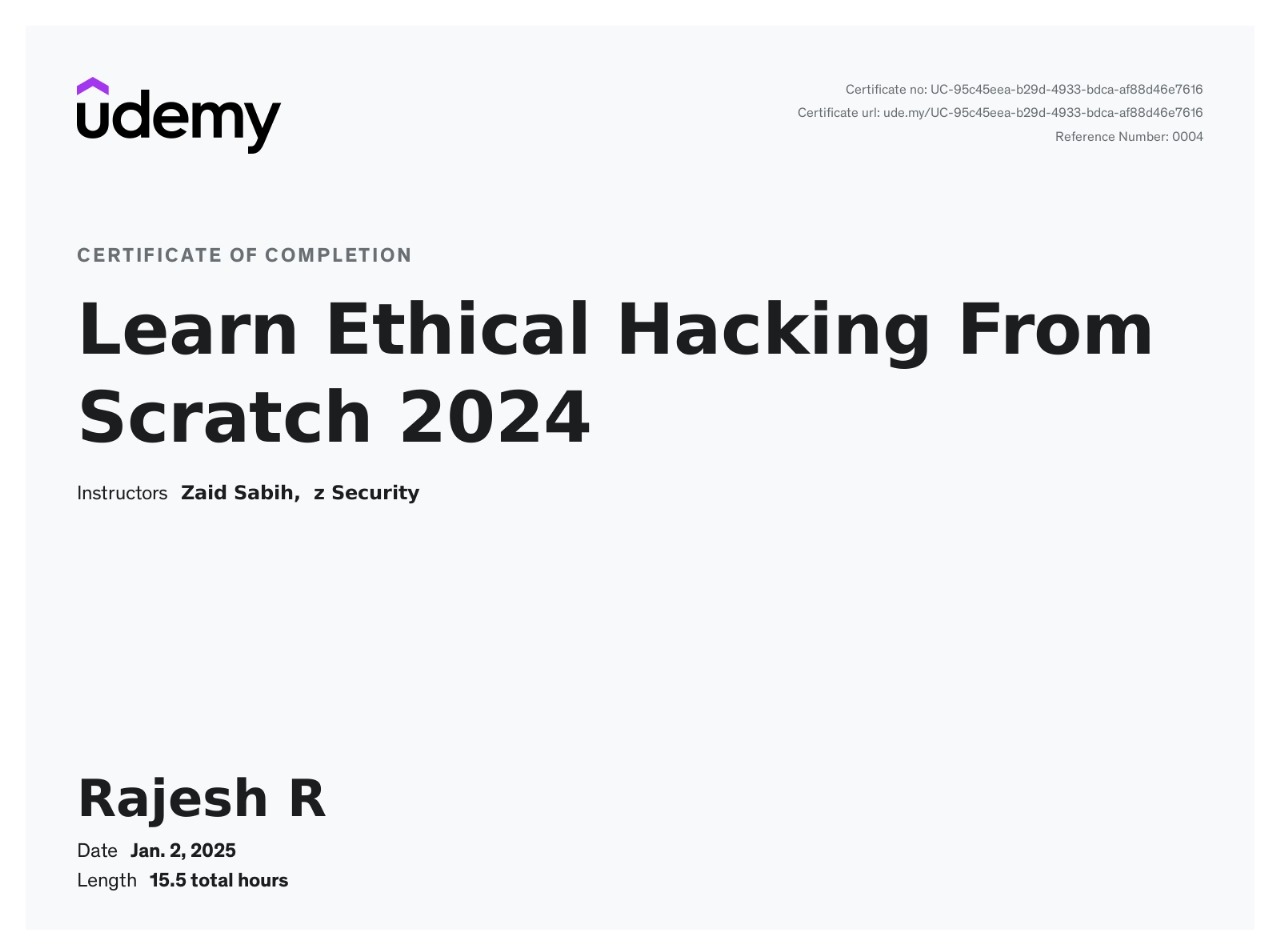 udemy
Certificate no: UC-95c45eea-b29d-4933-bdca-af88d46e7616
Certificate url: ude.my/UC-95c45eea-b29d-4933-bdca-af88d46e7616
Reference Number: 0004
CERTIFICATE OF COMPLETION
Learn Ethical Hacking From
Scratch 2024
Instructors Zaid Sabih, z Security
Rajesh R
Date Jan. 2, 2025
Length 15.5 total hours